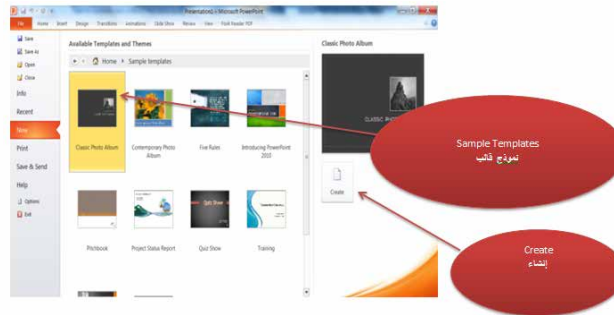 Presentation1 - Microsoft PowerPoint
File Home Insert Design Transitions Animations Slide Show Review View Foxit Reader PDF
Save
Save As
Open
Close
Info
Recent
New
Print
Save & Send
Help
Options
Exit
Available Templates and Themes
Home Sample templates
Classic Photo Album
Contemporary Photo Album
Five Rules
Introducing PowerPoint 2010
Pitchbook
Project Status Report
Quiz Show
Training
Classic Photo Album
CLASSIC
Create
Sample Templates
نموذج قالب
Create
إنشاء